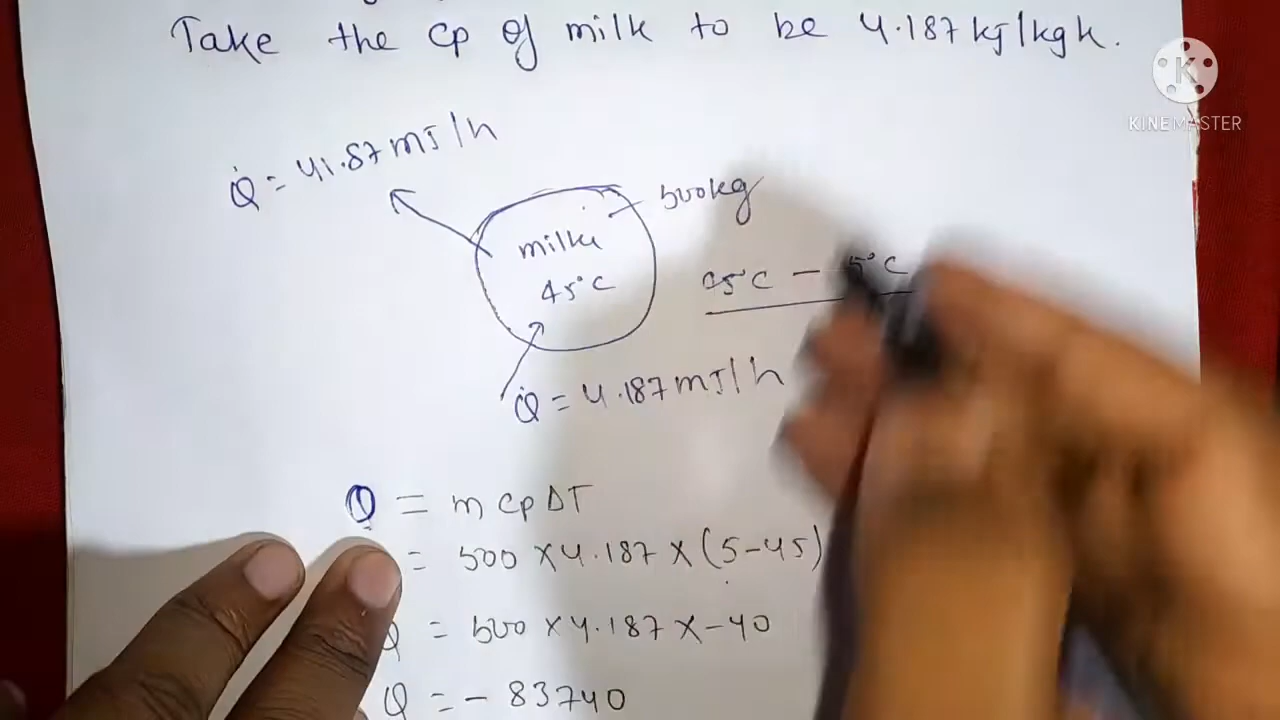 Take the Cp of milk to be 4.187 kJ/kgk.
KINEMASTER
Q̇ = 41.87 mJ/h
500kg
milk
45°C
45°C – 5°C
Q̇ = 4.187 mJ/h
Q = m Cp ΔT
= 500 × 4.187 × (5-45)
Q = 500 × 4.187 × -40
Q = - 83740